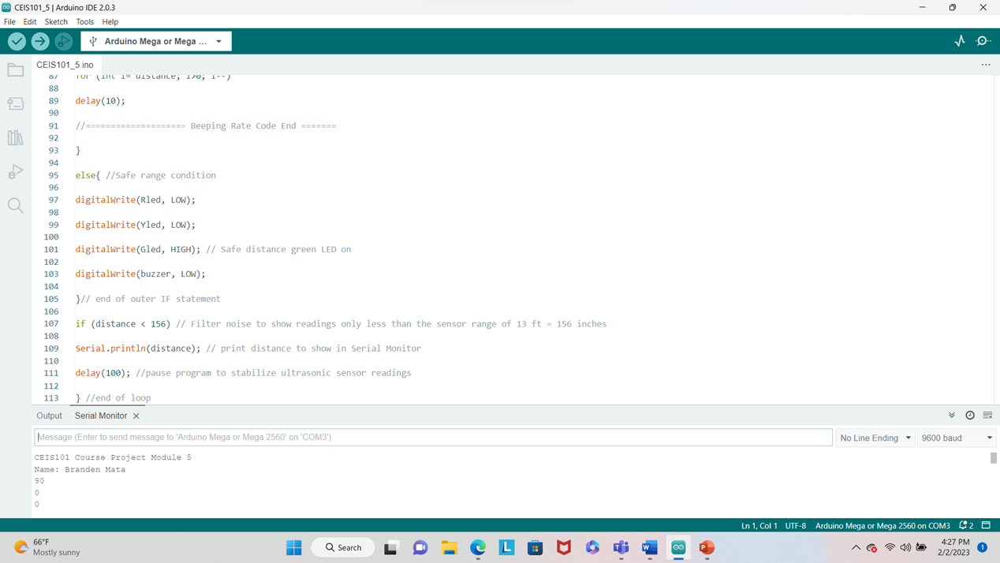 CEIS101_5 | Arduino IDE 2.0.3
File Edit Sketch Tools Help
Arduino Mega or Mega ...
CEIS101_5.ino
87 for (int i= distance; i>0; i--)
88
89 delay(10);
90
91 //==================== Beeping Rate Code End =======
92
93 }
94
95 else{ //Safe range condition
96
97 digitalWrite(Rled, LOW);
98
99 digitalWrite(Yled, LOW);
100
101 digitalWrite(Gled, HIGH); // Safe distance green LED on
102
103 digitalWrite(buzzer, LOW);
104
105 }// end of outer IF statement
106
107 if (distance < 156) // Filter noise to show readings only less than the sensor range of 13 ft = 156 inches
108
109 Serial.println(distance); // print distance to show in Serial Monitor
110
111 delay(100); //pause program to stabilize ultrasonic sensor readings
112
113 } //end of loop
Output Serial Monitor
Message (Enter to send message to 'Arduino Mega or Mega 2560' on 'COM3')
No Line Ending 9600 baud
CEIS101 Course Project Module 5
Name: Branden Mata
90
0
0
Ln 1, Col 1 UTF-8 Arduino Mega or Mega 2560 on COM3 2
66°F
Mostly sunny
Search
4:27 PM
2/2/2023
1